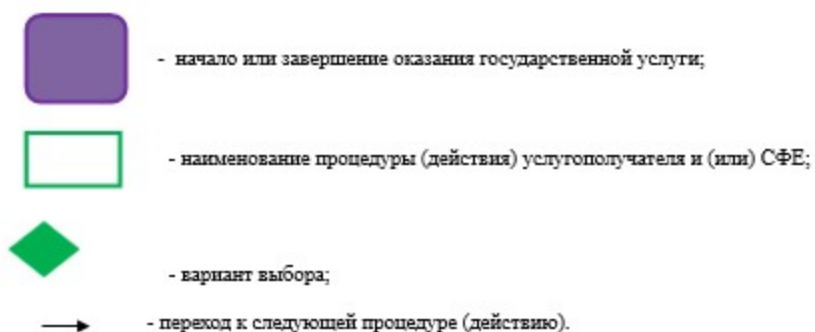 - начало или завершение оказания государственной услуги;
- наименование процедуры (действия) услугополучателя и (или) СФЕ;
- вариант выбора;
- переход к следующей процедуре (действию).